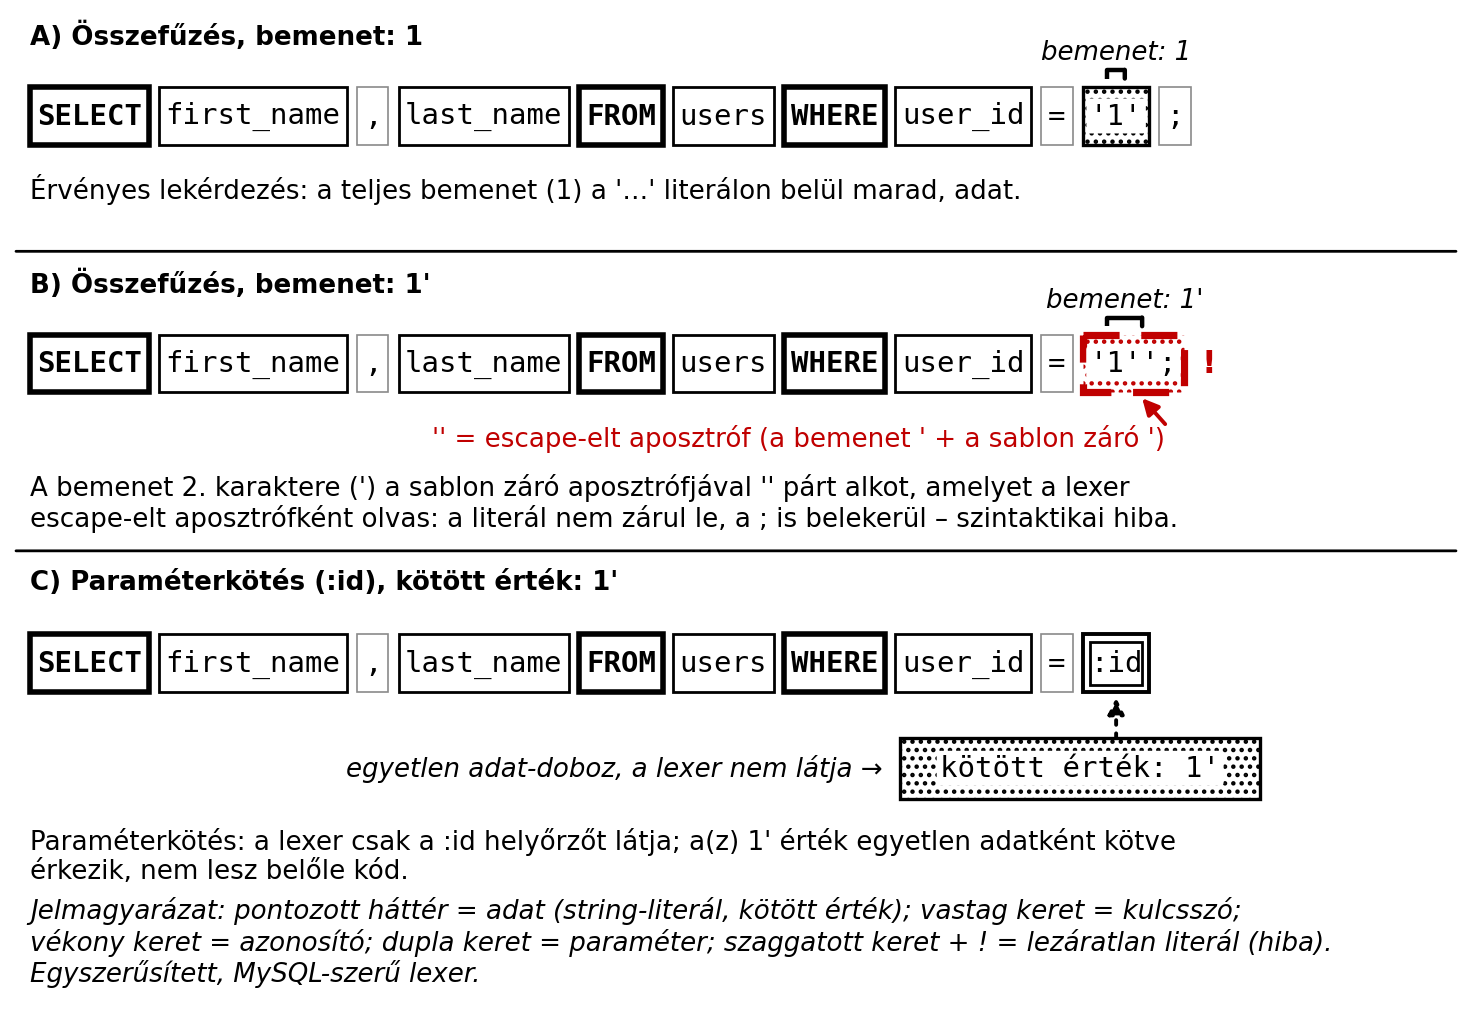 A) Összefűzés, bemenet: 1
bemenet: 1
SELECT first_name , last_name FROM users WHERE user_id = '1' ;
Érvényes lekérdezés: a teljes bemenet (1) a '…' literálon belül marad, adat.
B) Összefűzés, bemenet: 1'
bemenet: 1'
SELECT first_name , last_name FROM users WHERE user_id = '1''; !
'' = escape-elt aposztróf (a bemenet ' + a sablon záró ')
A bemenet 2. karaktere (') a sablon záró aposztrófjával '' párt alkot, amelyet a lexer
escape-elt aposztrófként olvas: a literál nem zárul le, a ; is belekerül – szintaktikai hiba.
C) Paraméterkötés (:id), kötött érték: 1'
SELECT first_name , last_name FROM users WHERE user_id = :id
egyetlen adat-doboz, a lexer nem látja → kötött érték: 1'
Paraméterkötés: a lexer csak a :id helyőrzőt látja; a(z) 1' érték egyetlen adatként kötve
érkezik, nem lesz belőle kód.
Jelmagyarázat: pontozott háttér = adat (string-literál, kötött érték); vastag keret = kulcsszó;
vékony keret = azonosító; dupla keret = paraméter; szaggatott keret + ! = lezáratlan literál (hiba).
Egyszerűsített, MySQL-szerű lexer.